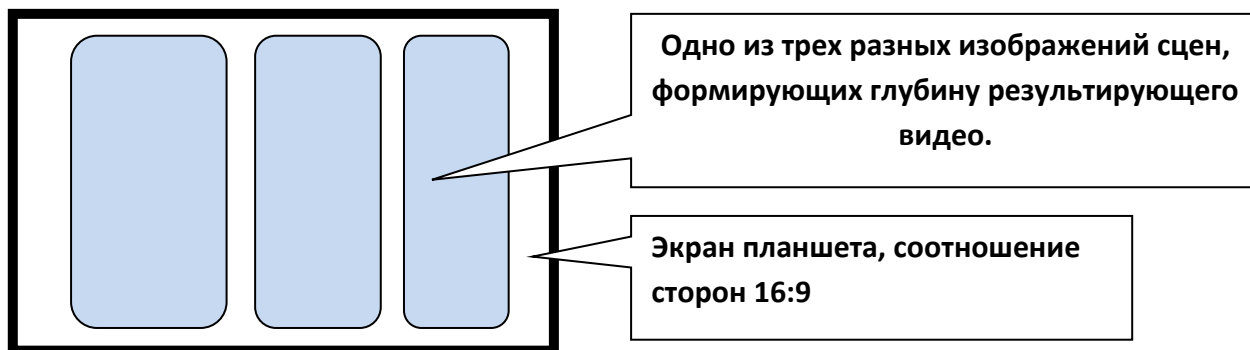 Одно из трех разных изображений сцен,
формирующих глубину результирующего
видео.
Экран планшета, соотношение
сторон 16:9